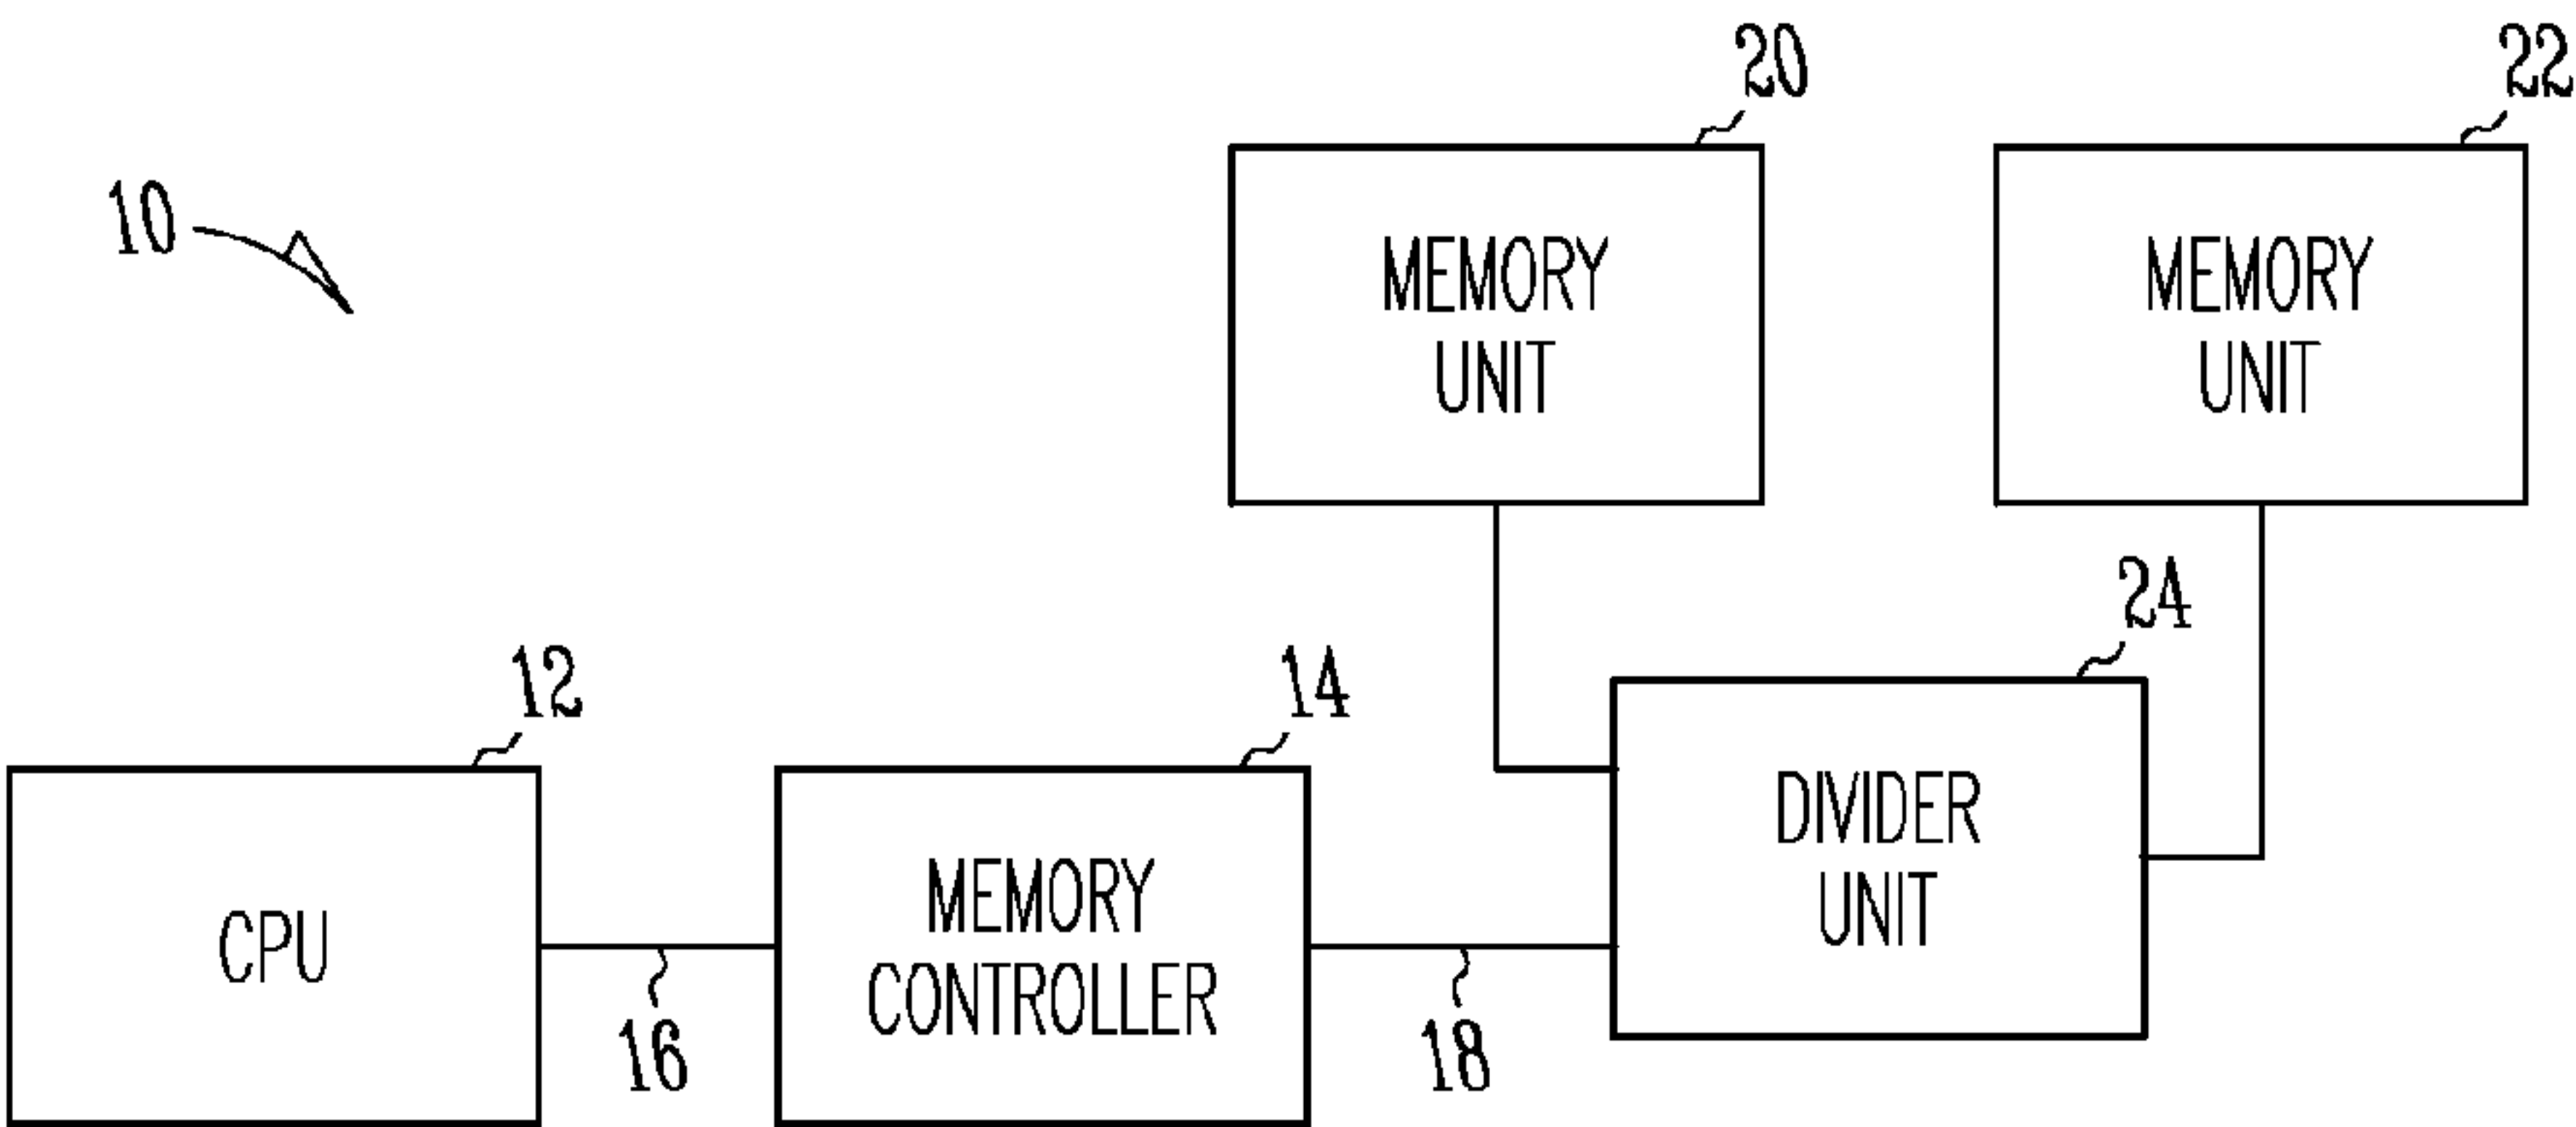 20
22
10
MEMORY
UNIT
MEMORY
UNIT
24
12
14
DIVIDER
UNIT
CPU
MEMORY
CONTROLLER
16
18